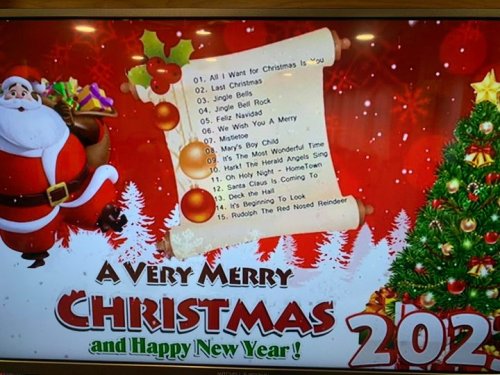 01. All I Want for Christmas Is You
02. Last Christmas
03. Jingle Bells
04. Jingle Bell Rock
05. Feliz Navidad
06. We Wish You A Merry
07. Mistletoe
08. Mary's Boy Child
09. It's The Most Wonderful Time
10. Hark! The Herald Angels Sing
11. Oh Holy Night - HomeTown
12. Santa Claus Is Coming To
13. Deck the Hall
14. It's Beginning To Look
15. Rudolph The Red Nosed Reindeer
A VERY MERRY
CHRISTMAS
and Happy New Year!
202